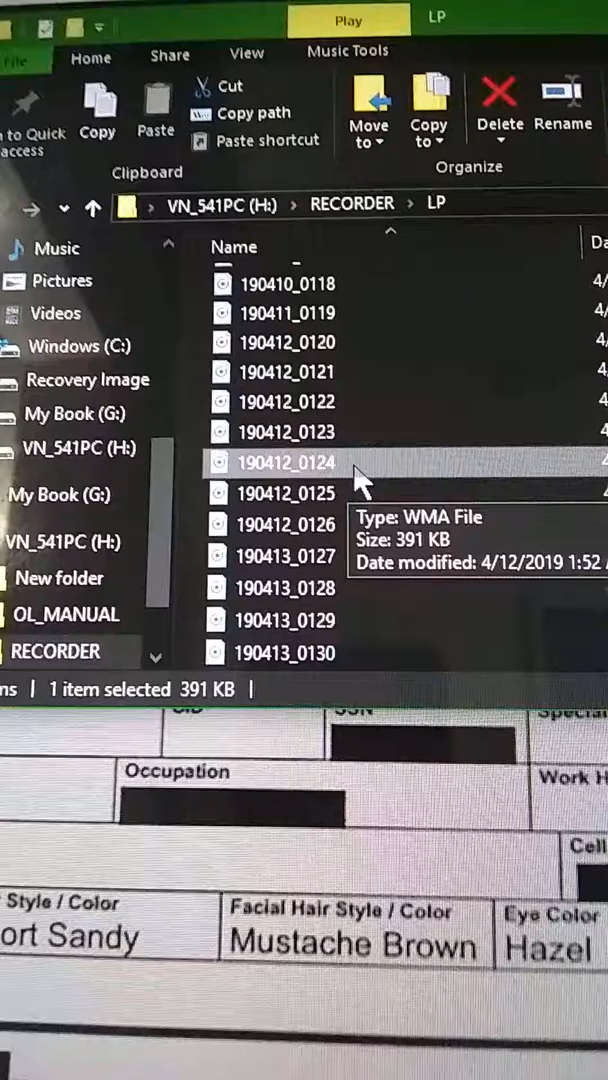 Play LP
File Home Share View Music Tools
to Quick access Copy Paste
Cut
Copy path
Paste shortcut
Move to Copy to Delete Rename
Clipboard Organize
VN_541PC (H:) > RECORDER > LP
Name
Music
Pictures
Videos
Windows (C:)
Recovery Image
My Book (G:)
VN_541PC (H:)
My Book (G:)
VN_541PC (H:)
New folder
OL_MANUAL
RECORDER
190410_0118
190411_0119
190412_0120
190412_0121
190412_0122
190412_0123
190412_0124
190412_0125
190412_0126
190413_0127
190413_0128
190413_0129
190413_0130
Type: WMA File
Size: 391 KB
Date modified: 4/12/2019 1:52
1 item selected 391 KB
SSN
Occupation Work H
Cell
Style / Color Facial Hair Style / Color Eye Color
ort Sandy Mustache Brown Hazel